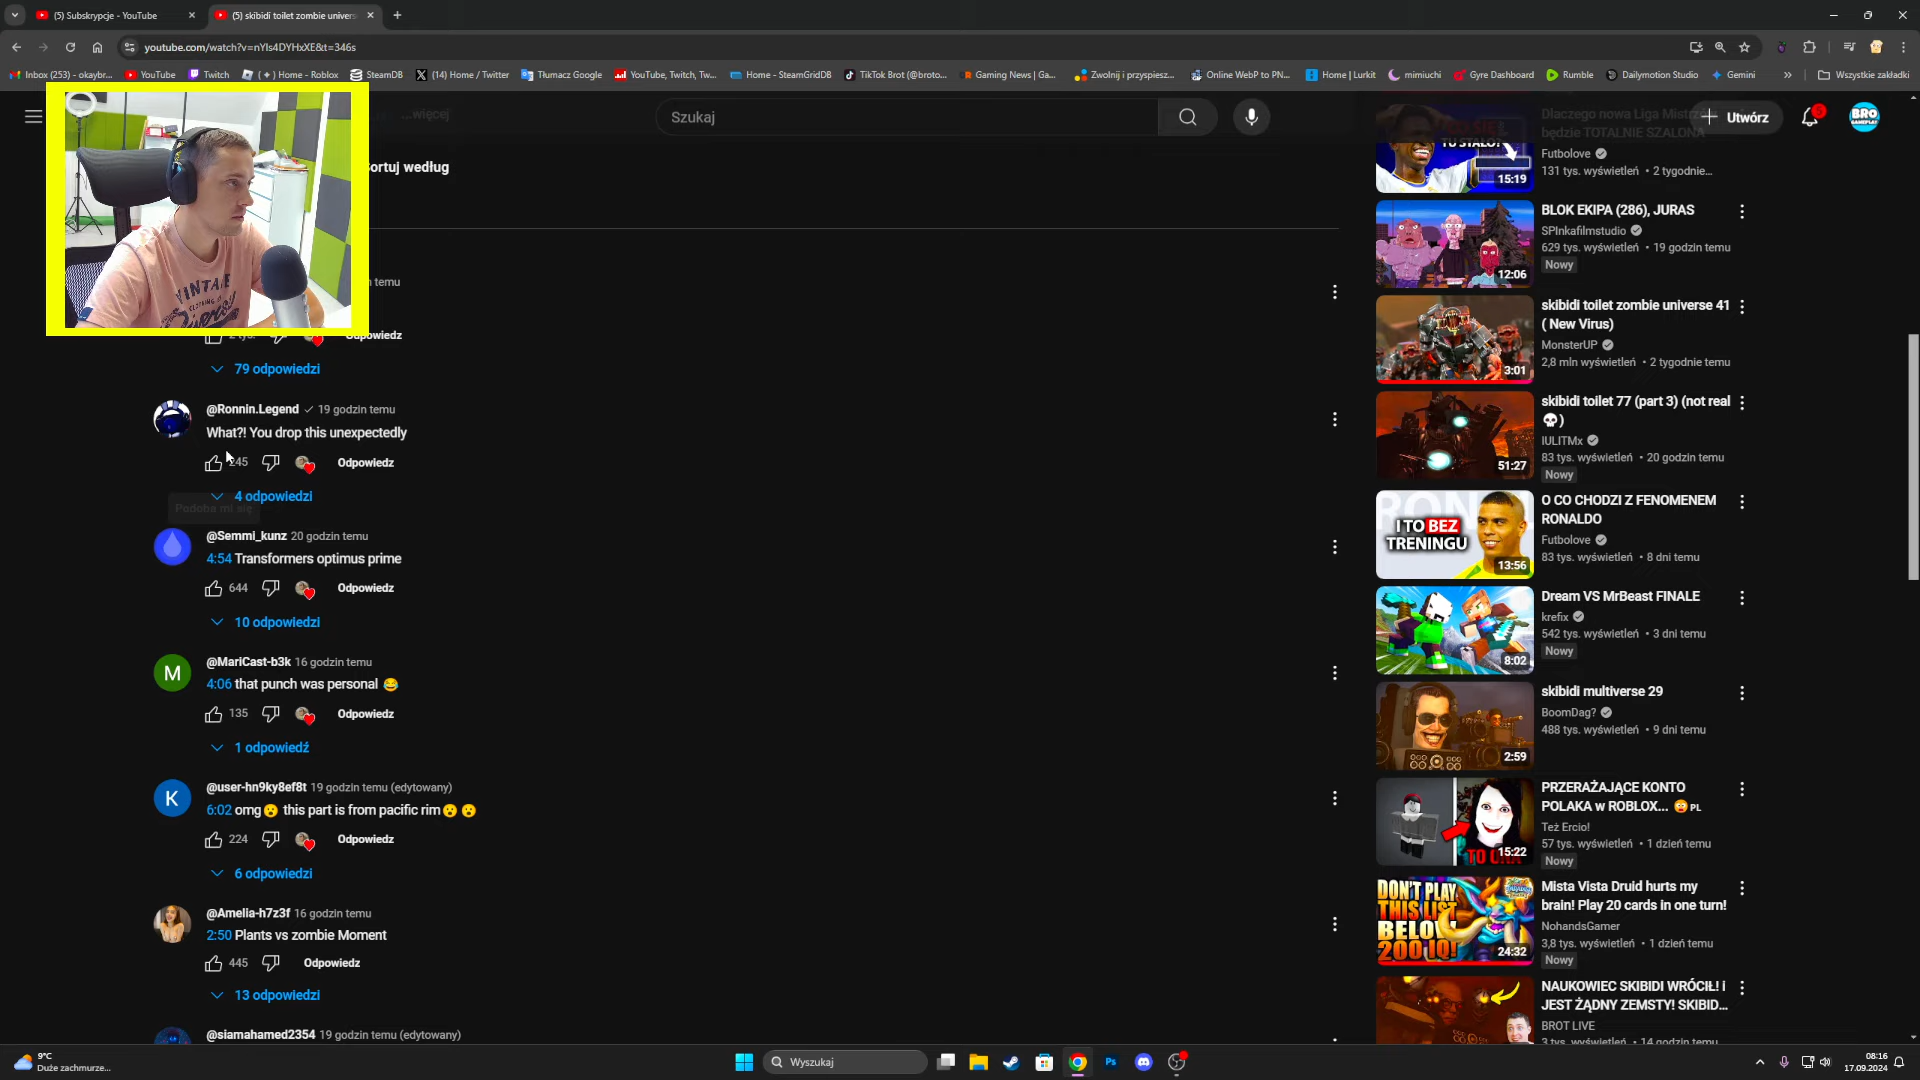 (5) Subskrypcje - YouTube
(5) skibidi toilet zombie univers
youtube.com/watch?v=nYIs4DYHxXE&t=346s
Inbox (253) - okaybr...
YouTube
Twitch
( + ) Home - Roblox
SteamDB
(14) Home / Twitter
Tłumacz Google
YouTube, Twitch, Tw...
Home - SteamGridDB
TikTok Brot (@broto...
Gaming News | Ga...
Zwolnij i przyspiesz...
Online WebP to PN...
Home | Lurkit
mimiuchi
Gyre Dashboard
Rumble
Dailymotion Studio
Gemini
Wszystkie zakładki
...więcej
Szukaj
Utwórz
BRO
ortuj według
temu
VINTAGE
2 tys.
79 odpowiedzi
@Ronnin.Legend 19 godzin temu
What?! You drop this unexpectedly
245
Odpowiedz
4 odpowiedzi
Podoba mi się
@Semmi_kunz 20 godzin temu
4:54 Transformers optimus prime
644
Odpowiedz
10 odpowiedzi
M
@MariCast-b3k 16 godzin temu
4:06 that punch was personal 😂
135
Odpowiedz
1 odpowiedź
K
@user-hn9ky8ef8t 19 godzin temu (edytowany)
6:02 omg😮 this part is from pacific rim😮😮
224
Odpowiedz
6 odpowiedzi
@Amelia-h7z3f 16 godzin temu
2:50 Plants vs zombie Moment
445
Odpowiedz
13 odpowiedzi
@siamahamed2354 19 godzin temu (edytowany)
TU STAŁO?
15:19
Dlaczego nowa Liga Mistrz
będzie TOTALNIE SZALONA
Futbolove
131 tys. wyświetleń • 2 tygodnie...
12:06
BLOK EKIPA (286), JURAS
SPInkafilmstudio
629 tys. wyświetleń • 19 godzin temu
Nowy
3:01
skibidi toilet zombie universe 41
( New Virus)
MonsterUP
2,8 mln wyświetleń • 2 tygodnie temu
51:27
skibidi toilet 77 (part 3) (not real
💀)
IULITMx
83 tys. wyświetleń • 20 godzin temu
Nowy
I TO BEZ
TRENINGU
13:56
O CO CHODZI Z FENOMENEM
RONALDO
Futbolove
83 tys. wyświetleń • 8 dni temu
8:02
Dream VS MrBeast FINALE
krefix
542 tys. wyświetleń • 3 dni temu
Nowy
2:59
skibidi multiverse 29
BoomDag?
488 tys. wyświetleń • 9 dni temu
TO ONA
15:22
PRZERAŻAJĄCE KONTO
POLAKA w ROBLOX... 😳PL
Też Ercio!
57 tys. wyświetleń • 1 dzień temu
Nowy
DON'T PLAY
THIS LIST
BELOW
200 IQ!
24:32
Mista Vista Druid hurts my
brain! Play 20 cards in one turn!
NohandsGamer
3,8 tys. wyświetleń • 1 dzień temu
Nowy
NAUKOWIEC SKIBIDI WRÓCIŁ! i
JEST ŻĄDNY ZEMSTY! SKIBID...
BROT LIVE
3 tys. wyświetleń • 14 godzin temu
9°C
Duże zachmurze...
Wyszukaj
Ps
08:16
17.09.2024